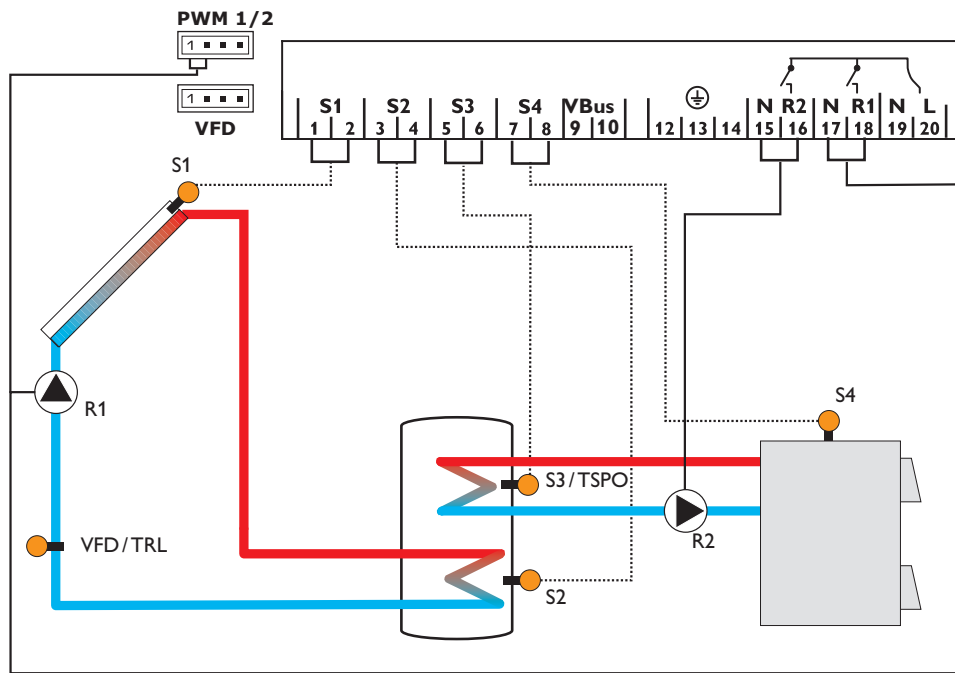 PWM 1/2
1
1
VFD
S1 S2 S3 S4 VBus N R2 N R1 N L
1 2 3 4 5 6 7 8 9 10 12 13 14 15 16 17 18 19 20
S1
R1
VFD / TRL
S3 / TSPO
S2
R2
S4